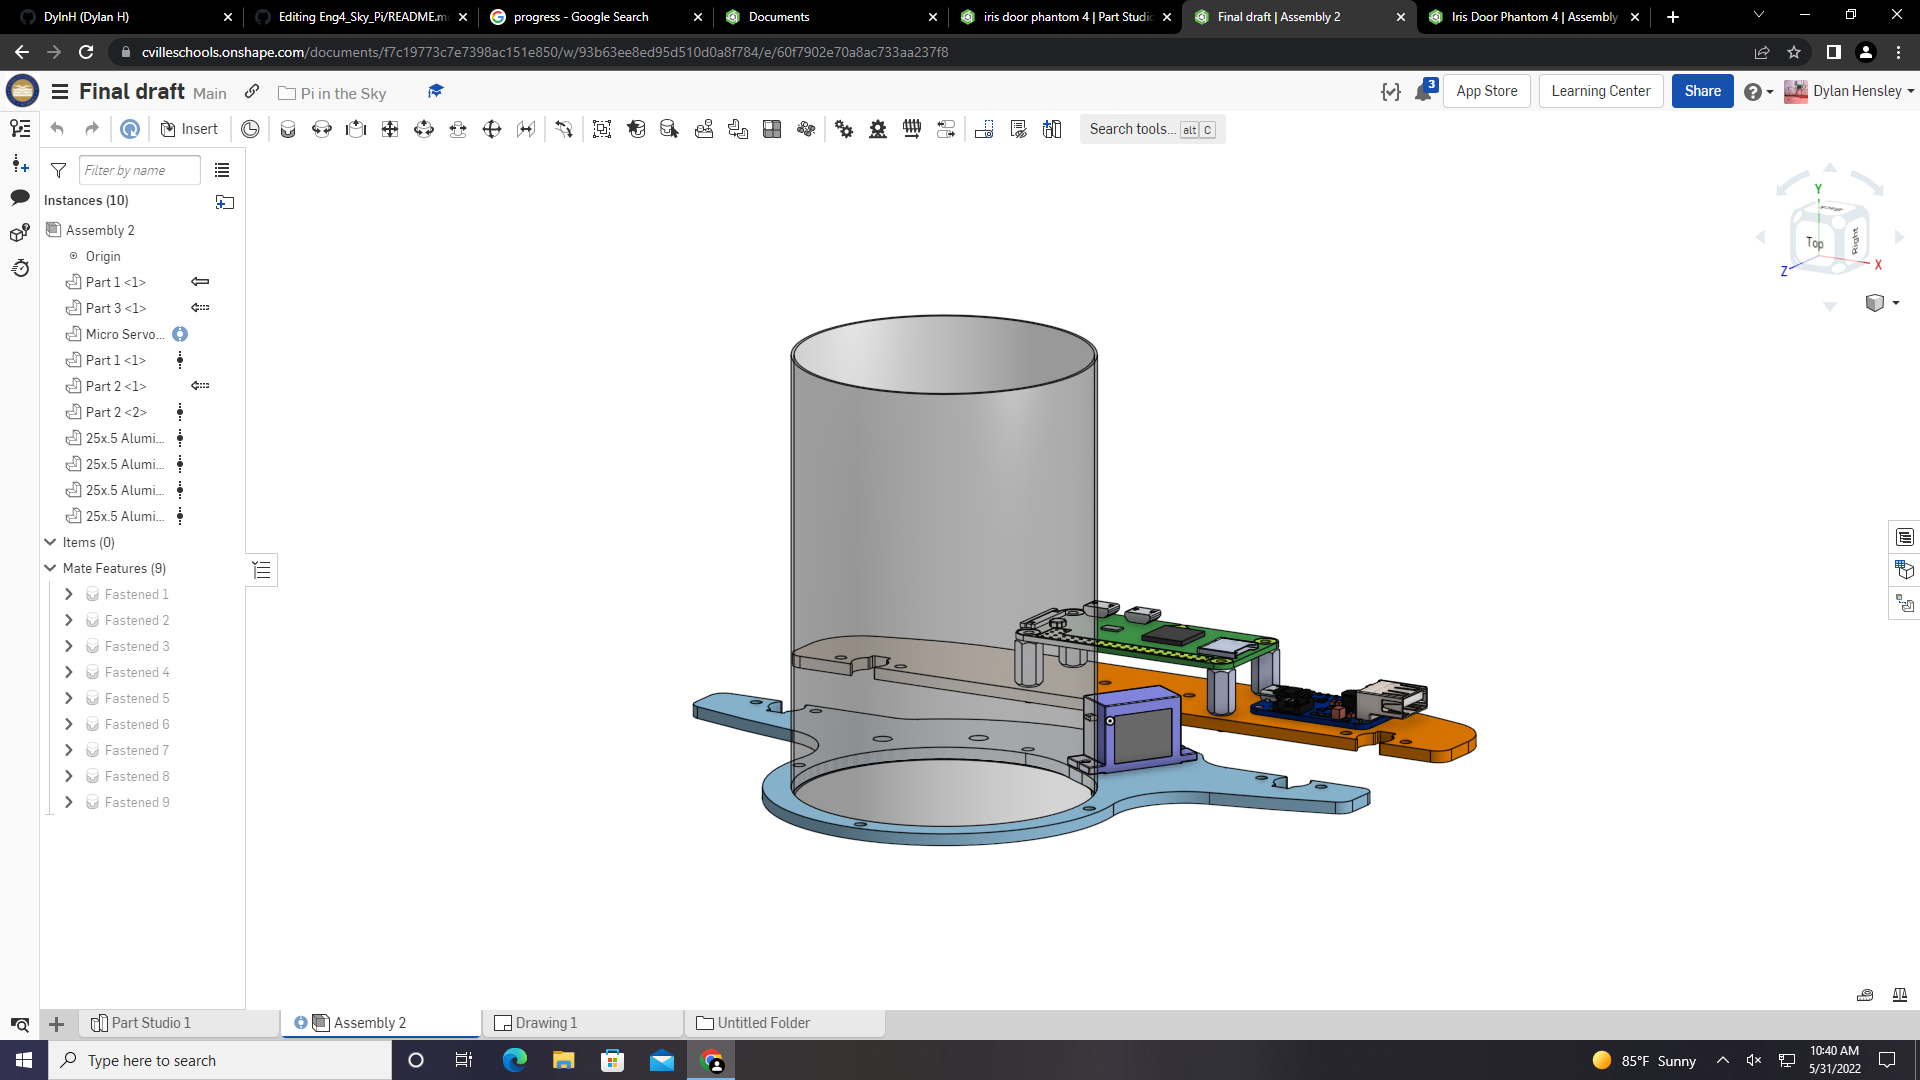 DylnH (Dylan H)
Editing Eng4_Sky_Pi/README.m
progress - Google Search
Documents
iris door phantom 4 | Part Studio
Final draft | Assembly 2
Iris Door Phantom 4 | Assembly
cvilleschools.onshape.com/documents/f7c19773c7e7398ac151e850/w/93b63ee8ed95d510d0a8f784/e/60f7902e70a8ac733aa237f8
Final draft Main Pi in the Sky
3
App Store
Learning Center
Share
Dylan Hensley
Insert
Search tools... alt C
Filter by name
Instances (10)
Assembly 2
Origin
Part 1 <1>
Part 3 <1>
Micro Servo...
Part 1 <1>
Part 2 <1>
Part 2 <2>
25x.5 Alumi...
25x.5 Alumi...
25x.5 Alumi...
25x.5 Alumi...
Items (0)
Mate Features (9)
Fastened 1
Fastened 2
Fastened 3
Fastened 4
Fastened 5
Fastened 6
Fastened 7
Fastened 8
Fastened 9
Y
Back
Top
Right
Z
X
Part Studio 1
Assembly 2
Drawing 1
Untitled Folder
Type here to search
85°F Sunny
10:40 AM
5/31/2022